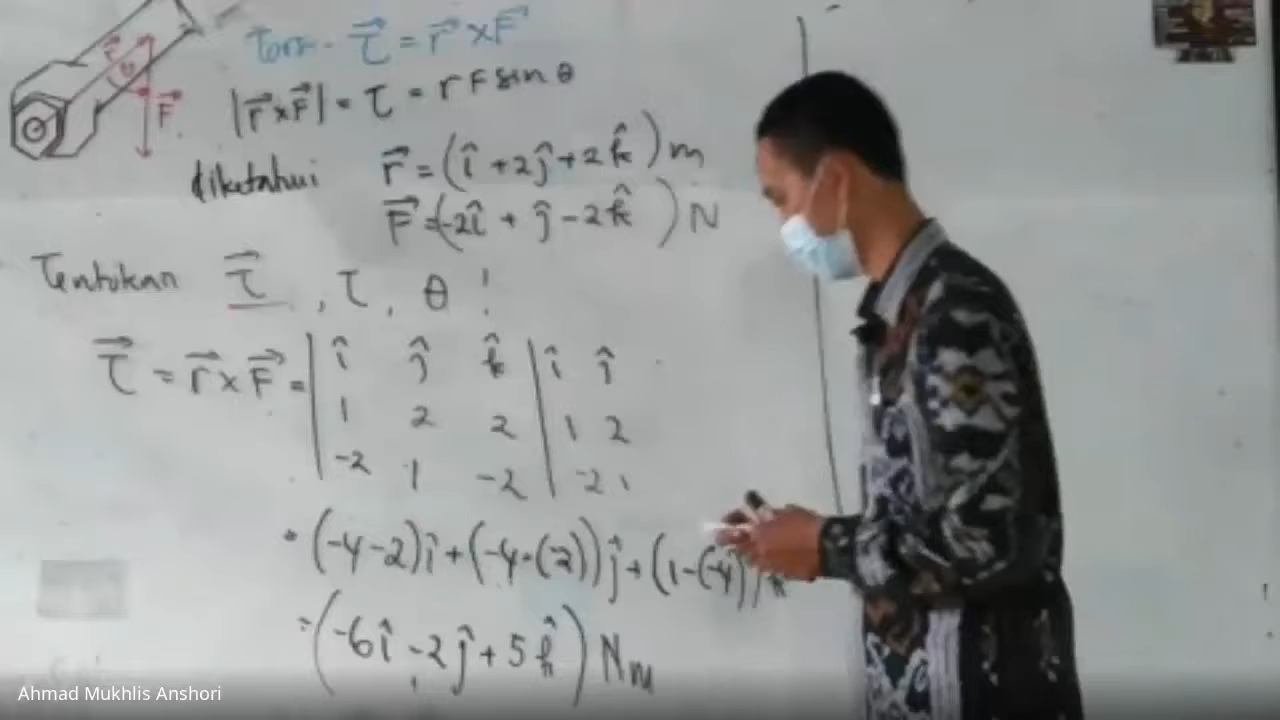 Torsi. τ⃗ = r⃗ × F⃗
r⃗ θ F⃗
|r⃗ × F⃗| = τ = r F sin θ
diketahui r⃗ = (î + 2ĵ + 2k̂) m
F⃗ = (-2î + ĵ - 2k̂) N
Tentukan τ⃗, τ, θ !
τ⃗ = r⃗ × F⃗ = | î ĵ k̂ | î ĵ
1 2 2 | 1 2
-2 1 -2 | -2 1
= (-4-2)î + (-4-(-2))ĵ + (1-(-4))k̂
= (-6î - 2ĵ + 5k̂) Nm
Ahmad Mukhlis Anshori